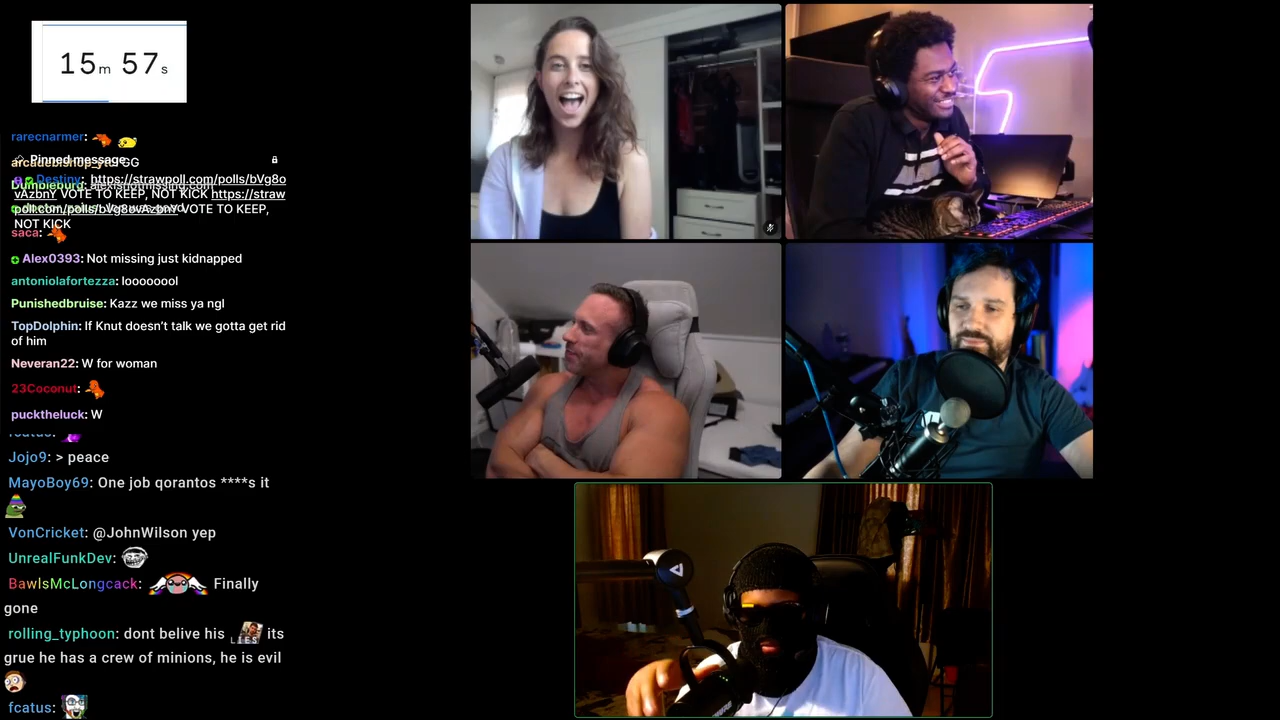 15m 57s
rarecnarmer:
Pinned message
GG
Destiny: https://strawpoll.com/polls/bVg8o
vAzbnY VOTE TO KEEP, NOT KICK https://straw
poll.com/polls/bVg8ovAzbnY VOTE TO KEEP,
NOT KICK
saca:
Alex0393: Not missing just kidnapped
antoniolafortezza: looooool
Punishedbruise: Kazz we miss ya ngl
TopDolphin: If Knut doesn't talk we gotta get rid
of him
Neveran22: W for woman
23Coconut:
pucktheluck: W
Jojo9: > peace
MayoBoy69: One job qorantos ****s it
VonCricket: @JohnWilson yep
UnrealFunkDev:
BawlsMcLongcack: Finally
gone
rolling_typhoon: dont belive his LIES its
grue he has a crew of minions, he is evil
fcatus: